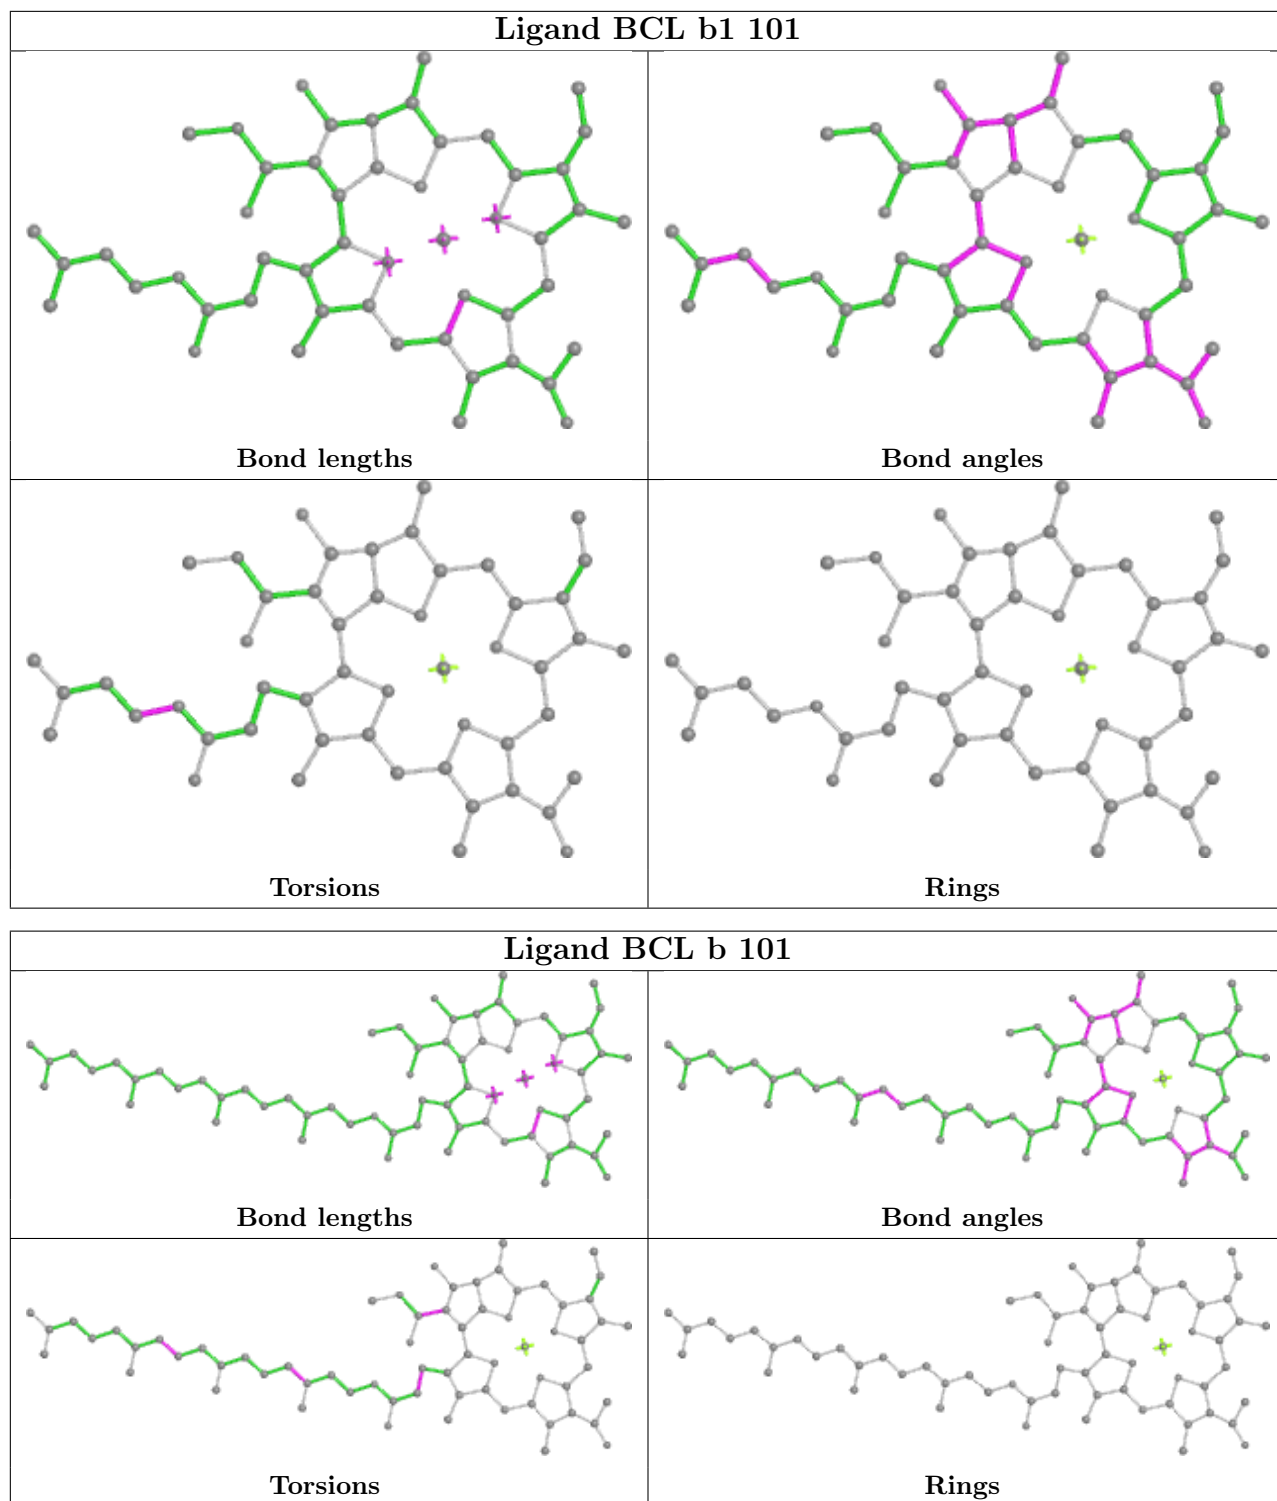 Ligand BCL b1 101
Bond lengths
Bond angles
Torsions
Rings
Ligand BCL b 101
Bond lengths
Bond angles
Torsions
Rings